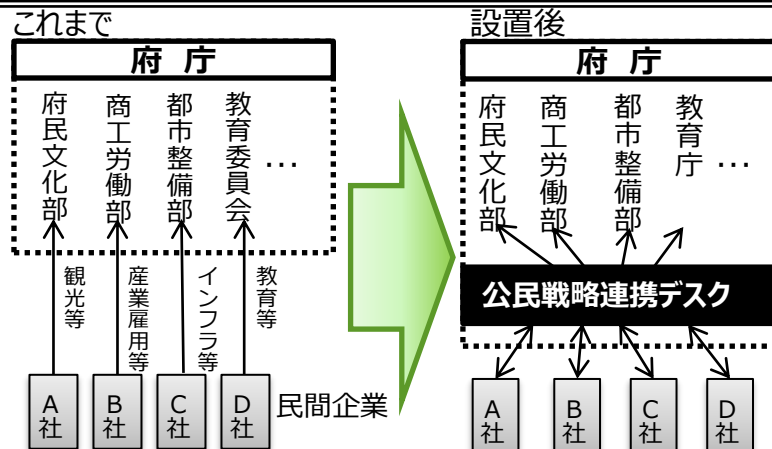 これまで
府 庁
府民文化部
商工労働部
都市整備部
教育委員会
…
観光等
産業雇用等
インフラ等
教育等
A社
B社
C社
D社
民間企業
設置後
府 庁
府民文化部
商工労働部
都市整備部
教育庁
…
公民戦略連携デスク
A社
B社
C社
D社